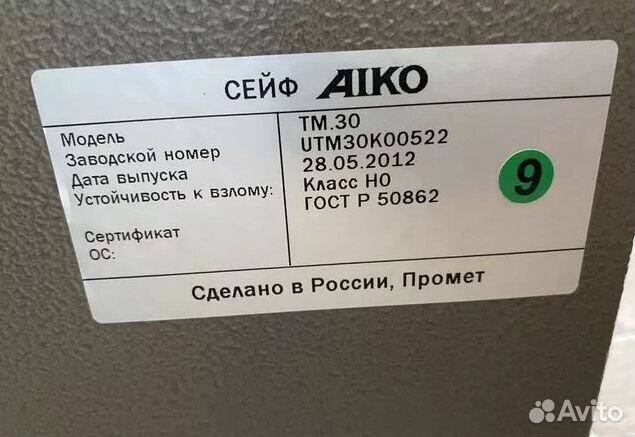 СЕЙФ AIKO
Модель TM.30
Заводской номер UTM30K00522
Дата выпуска 28.05.2012
Устойчивость к взлому: Класс Н0
ГОСТ Р 50862
Сертификат
ОС:
9
Сделано в России, Промет
Avito